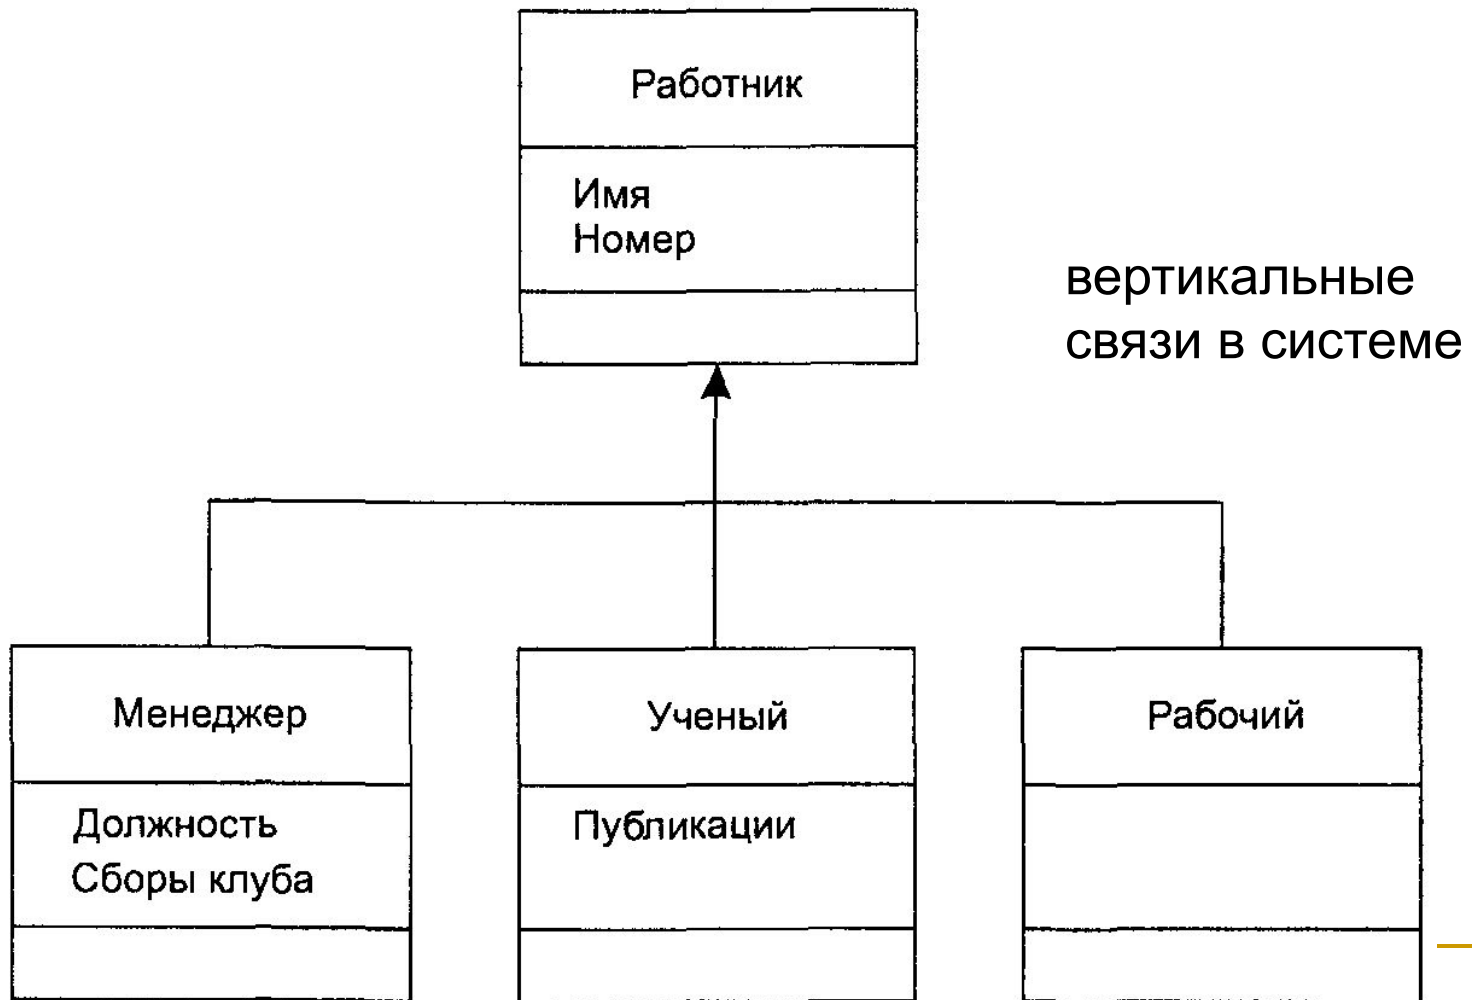 Работник
Имя
Номер
вертикальные
связи в системе
Менеджер
Должность
Сборы клуба
Ученый
Публикации
Рабочий